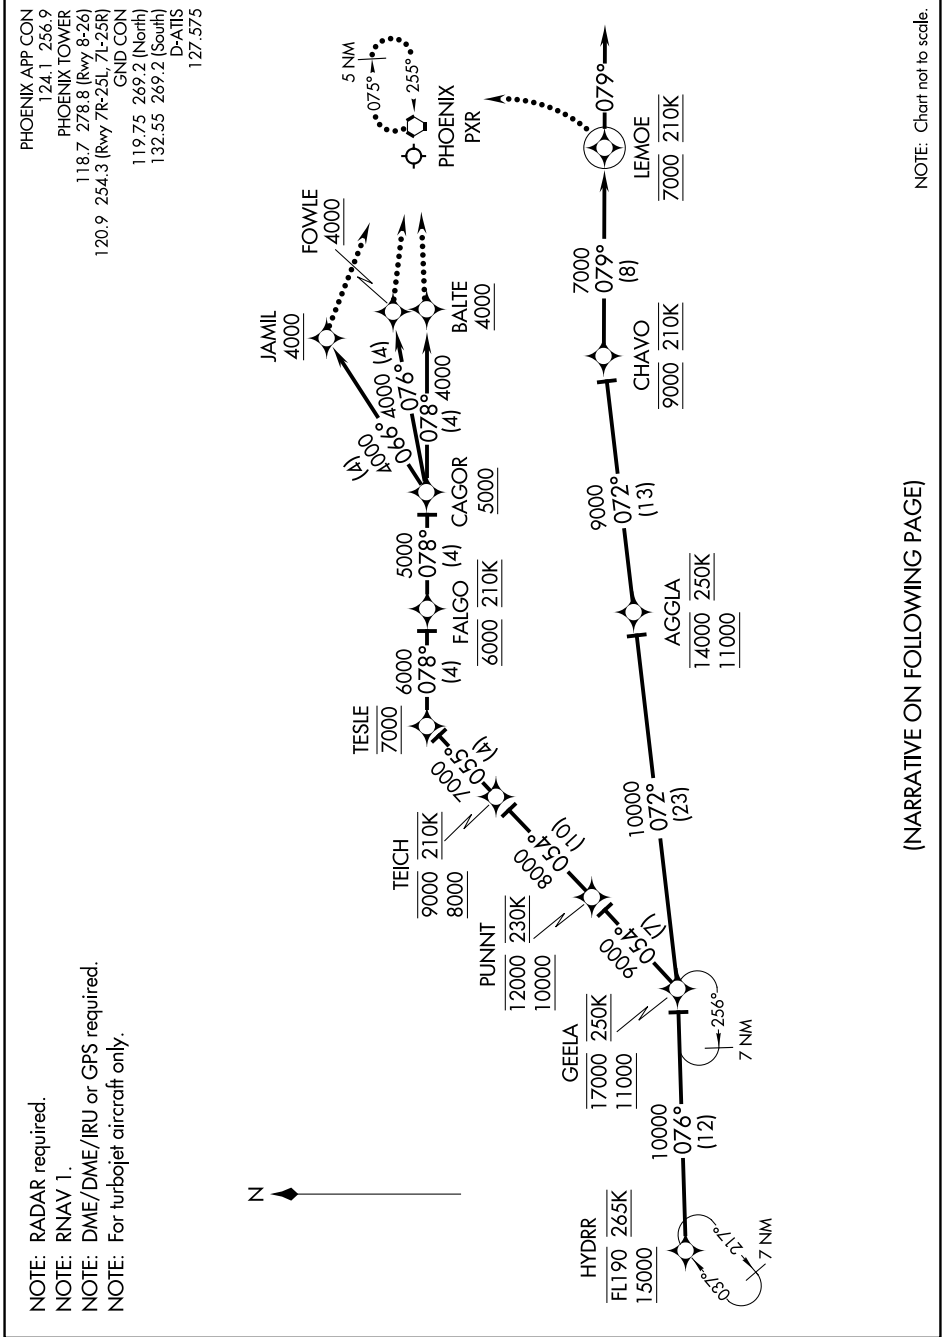 NOTE: RADAR required.
NOTE: RNAV 1.
NOTE: DME/DME/IRU or GPS required.
NOTE: For turbojet aircraft only.
PHOENIX APP CON
124.1 256.9
PHOENIX TOWER
118.7 278.8 (Rwy 8-26)
120.9 254.3 (Rwy 7R-25L, 7L-25R)
GND CON
119.75 269.2 (North)
132.55 269.2 (South)
D-ATIS
127.575
N
JAMIL
4000
FOWLE
4000
BALTE
4000
5 NM
075°
255°
PHOENIX
PXR
4000
066°
(4)
4000 (4)
076°
4000
078°
(4)
CAGOR
5000
5000
078°
(4)
FALGO
6000 210K
6000
078°
(4)
TESLE
7000
7000
055°
(4)
TEICH
9000 210K
8000
8000
054°
(10)
PUNNT
12000 230K
10000
9000
054°
(7)
GEELA
17000 250K
11000
256°
7 NM
10000
076°
(12)
HYDRR
FL190 265K
15000
037°
217°
7 NM
10000
072°
(23)
AGGLA
14000 250K
11000
9000
072°
(13)
CHAVO
9000 210K
7000
079°
(8)
LEMOE
7000 210K
079°
(NARRATIVE ON FOLLOWING PAGE)
NOTE: Chart not to scale.